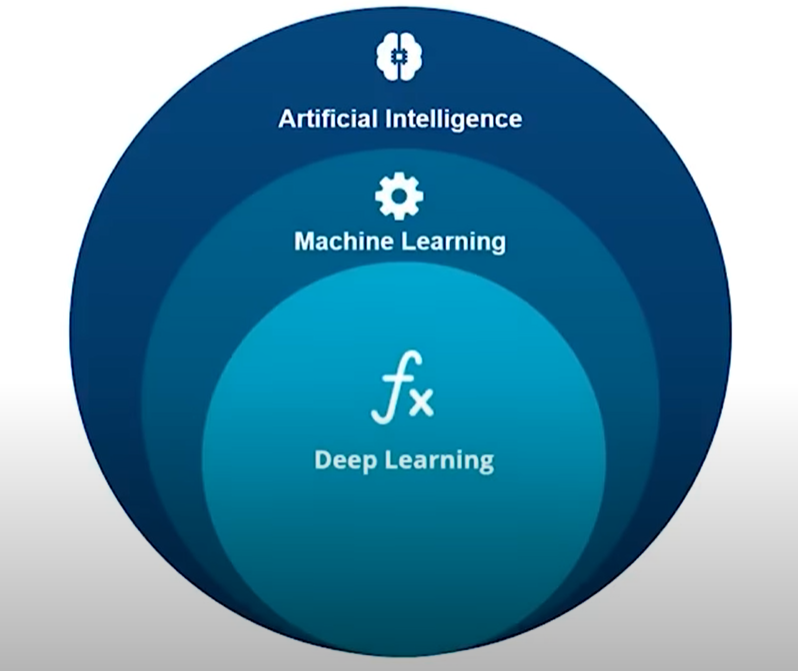 Artificial Intelligence
Machine Learning
fx
Deep Learning